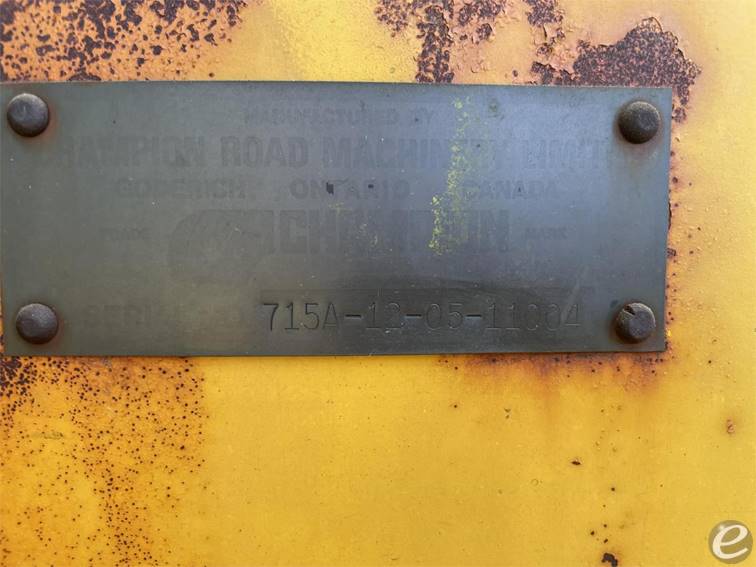 MANUFACTURED BY
CHAMPION ROAD MACHINERY LIMITED
GODERICH, ONTARIO CANADA
TRADE CHAMPION MARK
SERIAL NO. 715A-12-05-11004
e